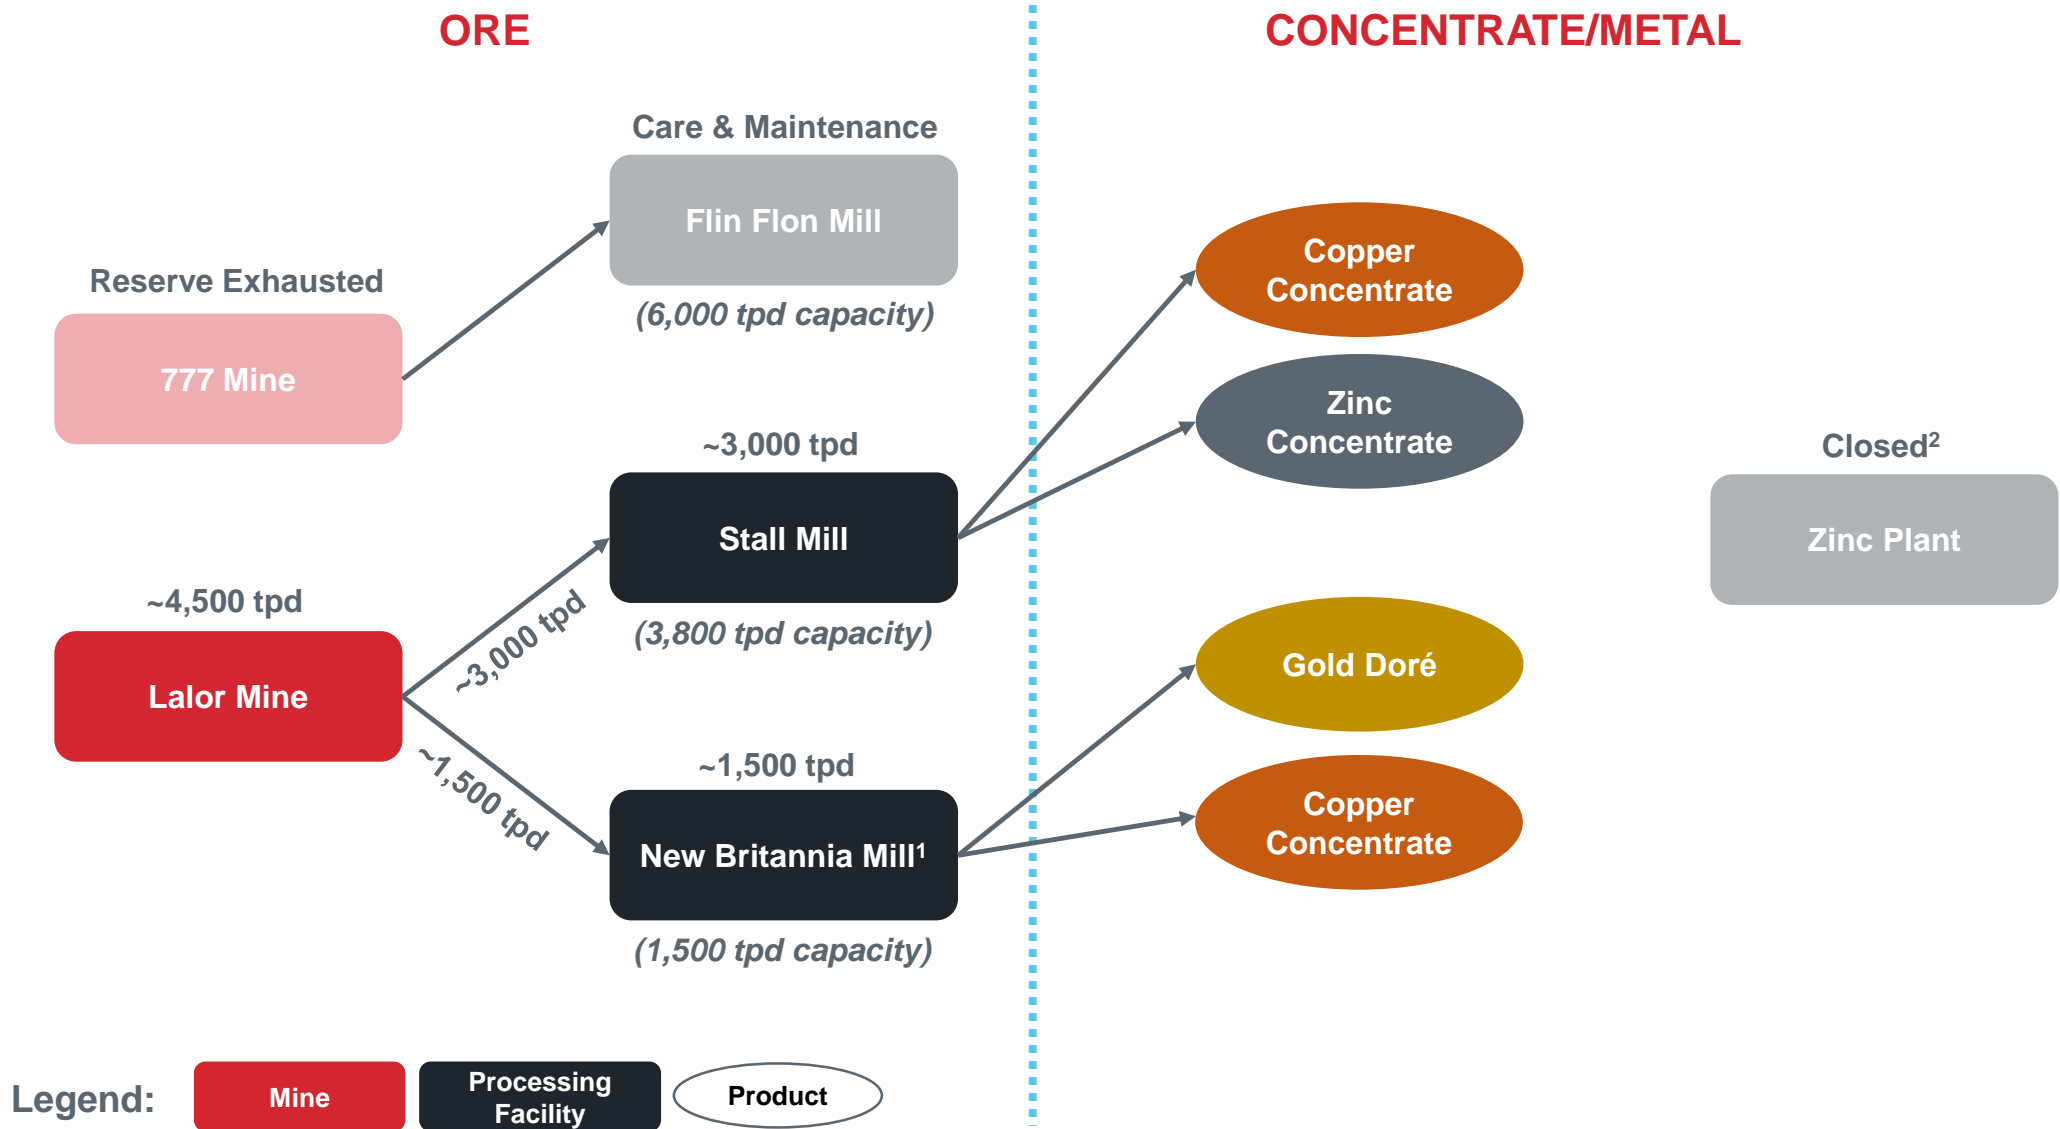 ORE
CONCENTRATE/METAL
Care & Maintenance
Flin Flon Mill
(6,000 tpd capacity)
Reserve Exhausted
777 Mine
~3,000 tpd
Stall Mill
(3,800 tpd capacity)
~4,500 tpd
Lalor Mine
~3,000 tpd
~1,500 tpd
~1,500 tpd
New Britannia Mill¹
(1,500 tpd capacity)
Copper
Concentrate
Zinc
Concentrate
Gold Doré
Copper
Concentrate
Closed²
Zinc Plant
Legend:
Mine
Processing
Facility
Product